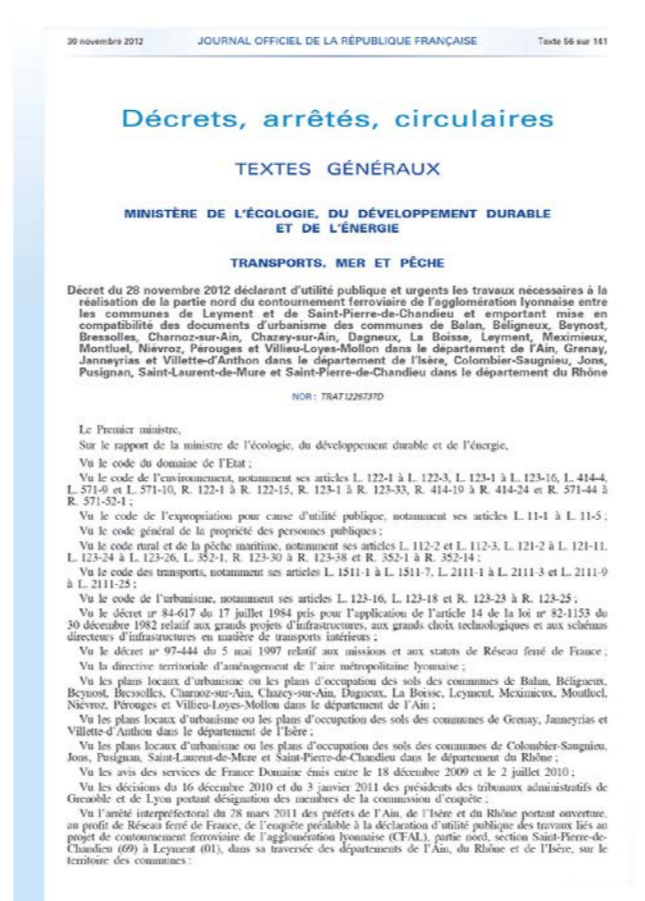 30 novembre 2012 JOURNAL OFFICIEL DE LA RÉPUBLIQUE FRANÇAISE Texte 56 sur 141
Décrets, arrêtés, circulaires
TEXTES GÉNÉRAUX
MINISTÈRE DE L'ÉCOLOGIE, DU DÉVELOPPEMENT DURABLE
ET DE L'ÉNERGIE
TRANSPORTS, MER ET PÊCHE
Décret du 28 novembre 2012 déclarant d'utilité publique et urgents les travaux nécessaires à la
réalisation de la partie nord du contournement ferroviaire de l'agglomération lyonnaise entre
les communes de Leyment et de Saint-Pierre-de-Chandieu et emportant mise en
compatibilité des documents d'urbanisme des communes de Balan, Béligneux, Beynost,
Bressolles, Charnoz-sur-Ain, Chazey-sur-Ain, Dagneux, La Boisse, Leyment, Meximieux,
Montluel, Niévroz, Pérouges et Villieu-Loyes-Mollon dans le département de l'Ain, Grenay,
Janneyrias et Villette-d'Anthon dans le département de l'Isère, Colombier-Saugnieu, Jons,
Pusignan, Saint-Laurent-de-Mure et Saint-Pierre-de-Chandieu dans le département du Rhône
NOR : TRAT1226737D
Le Premier ministre,
Sur le rapport de la ministre de l'écologie, du développement durable et de l'énergie,
Vu le code du domaine de l'Etat ;
Vu le code de l'environnement, notamment ses articles L. 122-1 à L. 122-3, L. 123-1 à L. 123-16, L. 414-4,
L. 571-9 et L. 571-10, R. 122-1 à R. 122-15, R. 123-1 à R. 123-33, R. 414-19 à R. 414-24 et R. 571-44 à
R. 571-52-1 ;
Vu le code de l'expropriation pour cause d'utilité publique, notamment ses articles L. 11-1 à L. 11-5 ;
Vu le code général de la propriété des personnes publiques ;
Vu le code rural et de la pêche maritime, notamment ses articles L. 112-2 et L. 112-3, L. 121-2 à L. 121-11,
L. 123-24 à L. 123-26, L. 352-1, R. 123-30 à R. 123-38 et R. 352-1 à R. 352-14 ;
Vu le code des transports, notamment ses articles L. 1511-1 à L. 1511-7, L. 2111-1 à L. 2111-3 et L. 2111-9
à L. 2111-25 ;
Vu le code de l'urbanisme, notamment ses articles L. 123-16, L. 123-18 et R. 123-23 à R. 123-25 ;
Vu le décret nº 84-617 du 17 juillet 1984 pris pour l'application de l'article 14 de la loi nº 82-1153 du
30 décembre 1982 relatif aux grands projets d'infrastructures, aux grands choix technologiques et aux schémas
directeurs d'infrastructures en matière de transports intérieurs ;
Vu le décret nº 97-444 du 5 mai 1997 relatif aux missions et aux statuts de Réseau ferré de France ;
Vu la directive territoriale d'aménagement de l'aire métropolitaine lyonnaise ;
Vu les plans locaux d'urbanisme ou les plans d'occupation des sols des communes de Balan, Béligneux,
Beynost, Bressolles, Charnoz-sur-Ain, Chazey-sur-Ain, Dagneux, La Boisse, Leyment, Meximieux, Montluel,
Niévroz, Pérouges et Villieu-Loyes-Mollon dans le département de l'Ain ;
Vu les plans locaux d'urbanisme ou les plans d'occupation des sols des communes de Grenay, Janneyrias et
Villette-d'Anthon dans le département de l'Isère ;
Vu les plans locaux d'urbanisme ou les plans d'occupation des sols des communes de Colombier-Saugnieu,
Jons, Pusignan, Saint-Laurent-de-Mure et Saint-Pierre-de-Chandieu dans le département du Rhône ;
Vu les avis des services de France Domaine émis entre le 18 décembre 2009 et le 2 juillet 2010 ;
Vu les décisions du 16 décembre 2010 et du 3 janvier 2011 des présidents des tribunaux administratifs de
Grenoble et de Lyon portant désignation des membres de la commission d'enquête ;
Vu l'arrêté interpréfectoral du 28 mars 2011 des préfets de l'Ain, de l'Isère et du Rhône portant ouverture,
au profit de Réseau ferré de France, de l'enquête préalable à la déclaration d'utilité publique des travaux liés au
projet de contournement ferroviaire de l'agglomération lyonnaise (CFAL), partie nord, section Saint-Pierre-de-
Chandieu (69) à Leyment (01), dans sa traversée des départements de l'Ain, du Rhône et de l'Isère, sur le
territoire des communes :